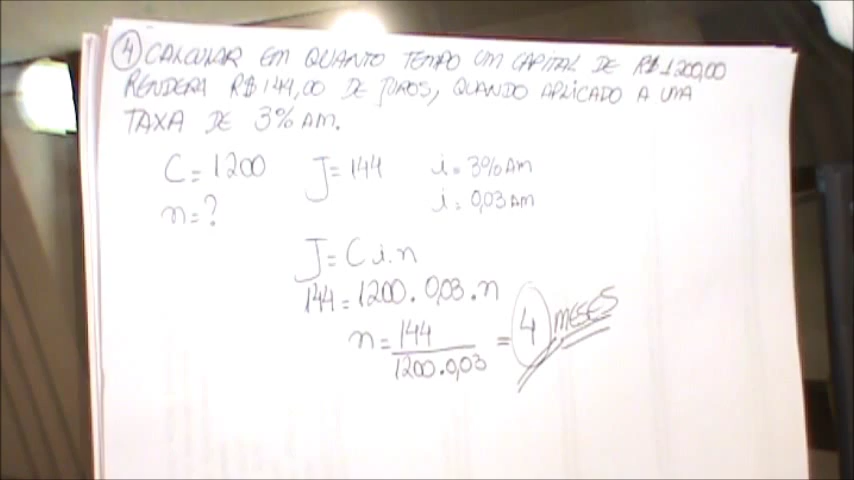 4 CALCULAR EM QUANTO TEMPO UM CAPITAL DE R$1200,00
RENDERÁ R$144,00 DE JUROS, QUANDO APLICADO A UMA
TAXA DE 3% AM.
C=1200 J=144 i=3% AM
n=? i=0,03 AM
J=C.i.n
144=1200.0,03.n
n=144/1200.0,03 = 4 MESES